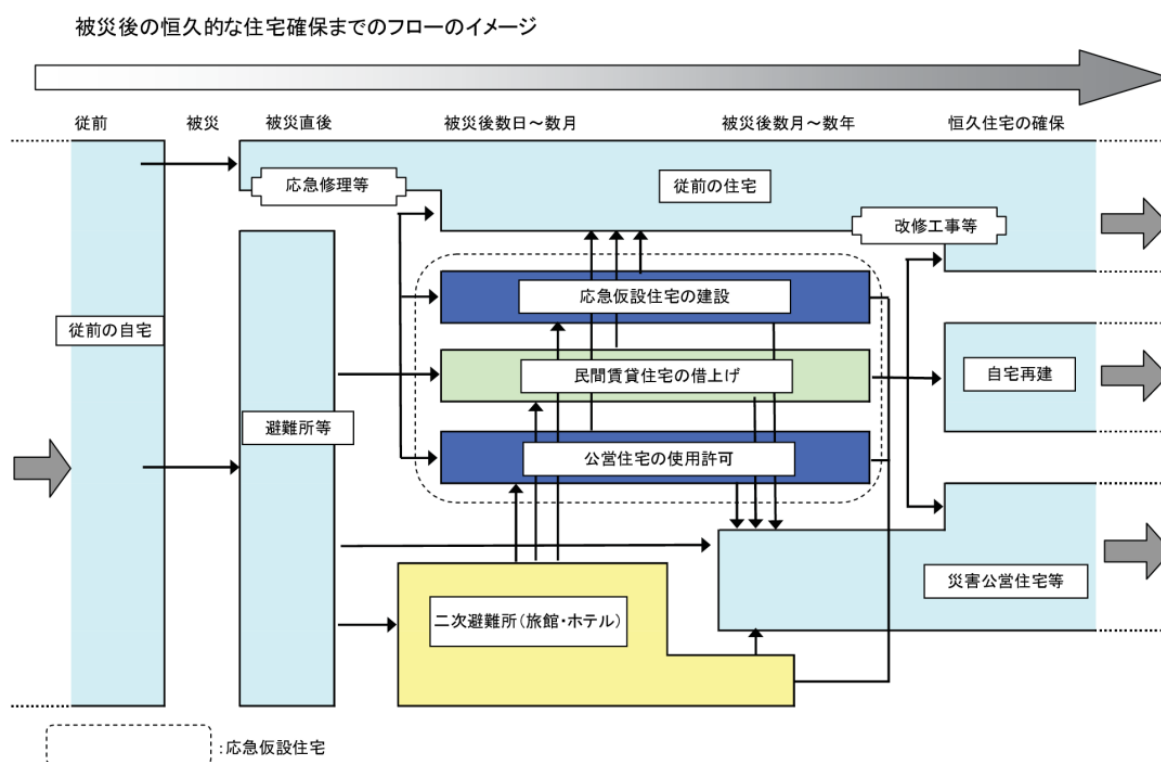 被災後の恒久的な住宅確保までのフローのイメージ
従前
被災
被災直後
被災後数日～数月
被災後数月～数年
恒久住宅の確保
応急修理等
従前の住宅
改修工事等
応急仮設住宅の建設
従前の自宅
民間賃貸住宅の借上げ
自宅再建
避難所等
公営住宅の使用許可
災害公営住宅等
二次避難所（旅館・ホテル）
：応急仮設住宅